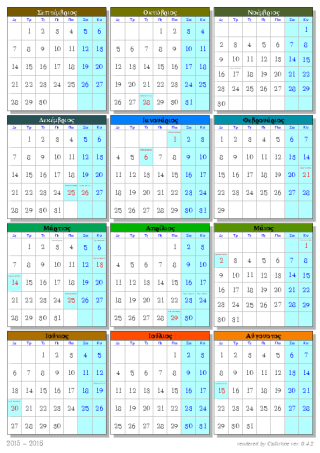 Σεπτέμβριος
Δε Τρ Τε Πε Πα Σα Κυ
1 2 3 4 5 6
7 8 9 10 11 12 13
14 15 16 17 18 19 20
21 22 23 24 25 26 27
28 29 30
Οκτώβριος
Δε Τρ Τε Πε Πα Σα Κυ
1 2 3 4
5 6 7 8 9 10 11
12 13 14 15 16 17 18
19 20 21 22 23 24 25
26 27 28 29 30 31
Νοέμβριος
Δε Τρ Τε Πε Πα Σα Κυ
1
2 3 4 5 6 7 8
9 10 11 12 13 14 15
16 17 18 19 20 21 22
23 24 25 26 27 28 29
30
Δεκέμβριος
Δε Τρ Τε Πε Πα Σα Κυ
1 2 3 4 5 6
7 8 9 10 11 12 13
14 15 16 17 18 19 20
21 22 23 24 25 26 27
28 29 30 31
Ιανουάριος
Δε Τρ Τε Πε Πα Σα Κυ
1 2 3
4 5 6 7 8 9 10
11 12 13 14 15 16 17
18 19 20 21 22 23 24
25 26 27 28 29 30 31
Φεβρουάριος
Δε Τρ Τε Πε Πα Σα Κυ
1 2 3 4 5 6 7
8 9 10 11 12 13 14
15 16 17 18 19 20 21
22 23 24 25 26 27 28
29
Μάρτιος
Δε Τρ Τε Πε Πα Σα Κυ
1 2 3 4 5 6
7 8 9 10 11 12 13
14 15 16 17 18 19 20
21 22 23 24 25 26 27
28 29 30 31
Απρίλιος
Δε Τρ Τε Πε Πα Σα Κυ
1 2 3
4 5 6 7 8 9 10
11 12 13 14 15 16 17
18 19 20 21 22 23 24
25 26 27 28 29 30
Μάιος
Δε Τρ Τε Πε Πα Σα Κυ
1
2 3 4 5 6 7 8
9 10 11 12 13 14 15
16 17 18 19 20 21 22
23 24 25 26 27 28 29
30 31
Ιούνιος
Δε Τρ Τε Πε Πα Σα Κυ
1 2 3 4 5
6 7 8 9 10 11 12
13 14 15 16 17 18 19
20 21 22 23 24 25 26
27 28 29 30
Ιούλιος
Δε Τρ Τε Πε Πα Σα Κυ
1 2 3
4 5 6 7 8 9 10
11 12 13 14 15 16 17
18 19 20 21 22 23 24
25 26 27 28 29 30 31
Αύγουστος
Δε Τρ Τε Πε Πα Σα Κυ
1 2 3 4 5 6 7
8 9 10 11 12 13 14
15 16 17 18 19 20 21
22 23 24 25 26 27 28
29 30 31
2015 – 2016
rendered by Calirhoe ver. 0.4.2